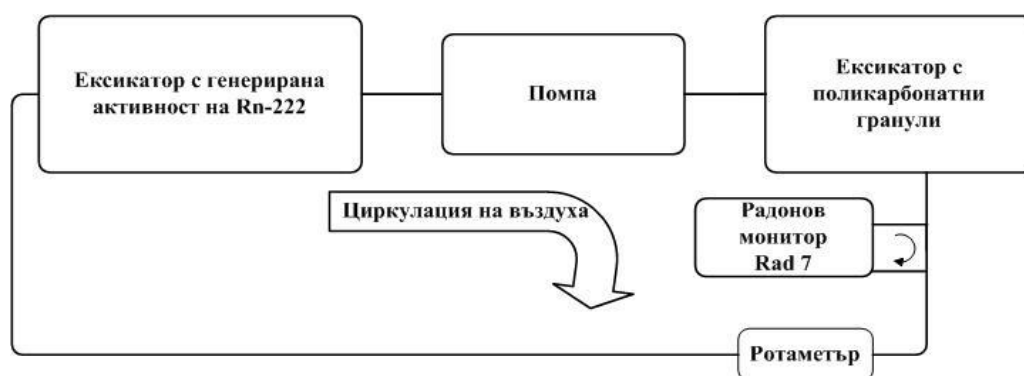 Ексикатор с генерирана
активност на Rn-222
Помпа
Ексикатор с
поликарбонатни
гранули
Циркулация на въздуха
Радонов
монитор
Rad 7
Ротаметър